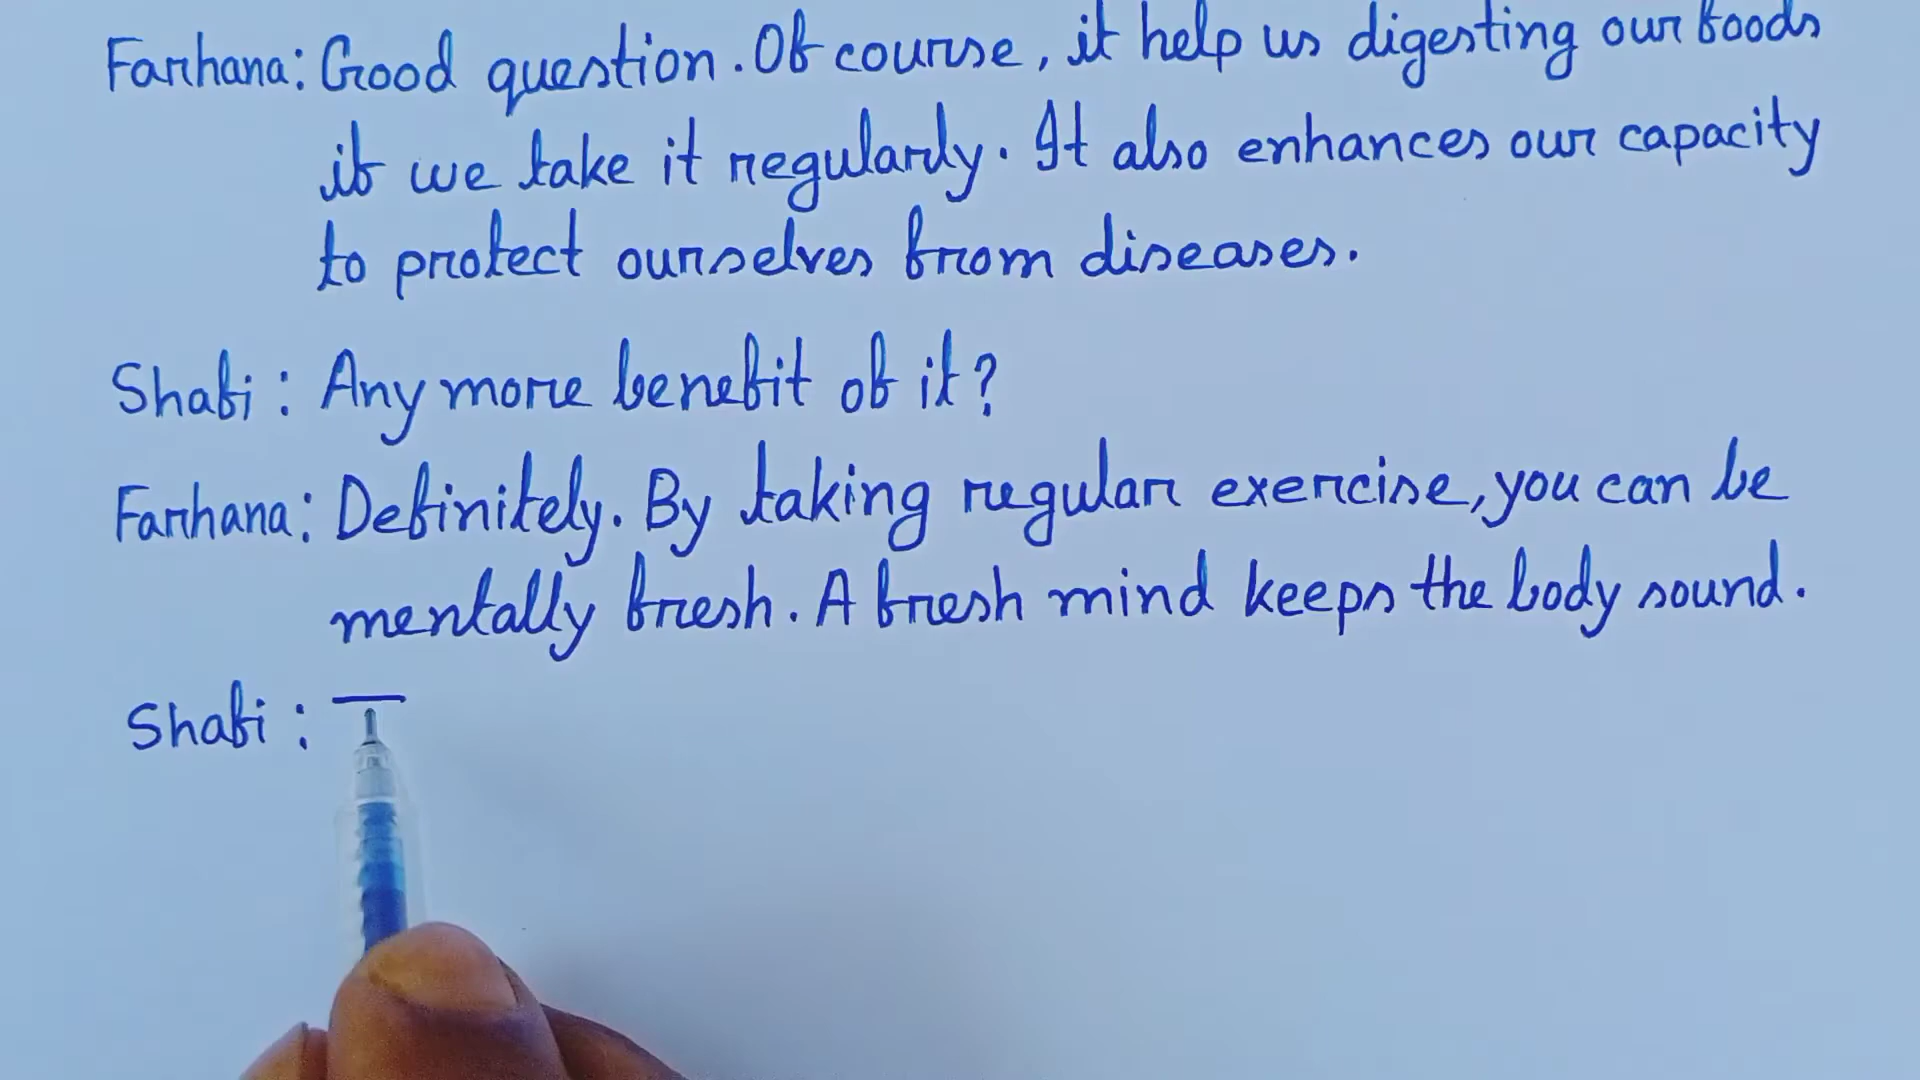 Farhana: Good question. Of course, it help us digesting our foods
if we take it regularly. It also enhances our capacity
to protect ourselves from diseases.
Shafi : Any more benefit of it?
Farhana: Definitely. By taking regular exercise, you can be
mentally fresh. A fresh mind keeps the body sound.
Shafi :